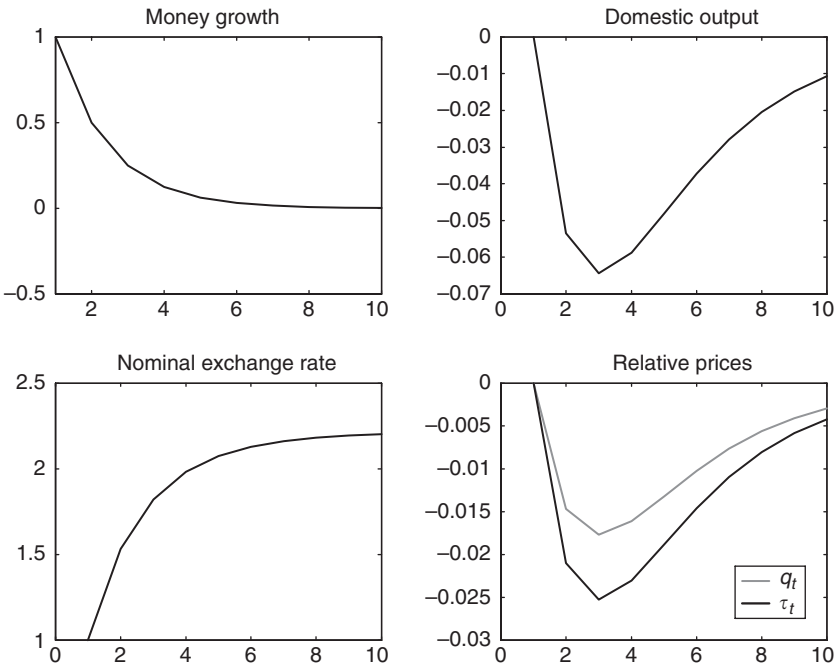 Money growth
1
0.5
0
–0.5
2 4 6 8 10
Domestic output
0
–0.01
–0.02
–0.03
–0.04
–0.05
–0.06
–0.07
0 2 4 6 8 10
Nominal exchange rate
2.5
2
1.5
1
0 2 4 6 8 10
Relative prices
0
–0.005
–0.01
–0.015
–0.02
–0.025
–0.03
0 2 4 6 8 10
qt
τt